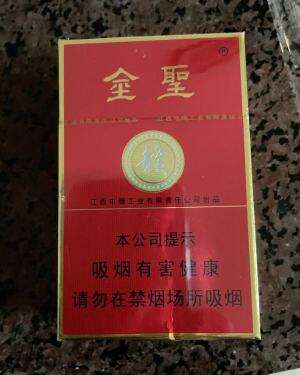 金聖®
江西中烟工业有限责任公司出品
本公司提示
吸烟有害健康
请勿在禁烟场所吸烟